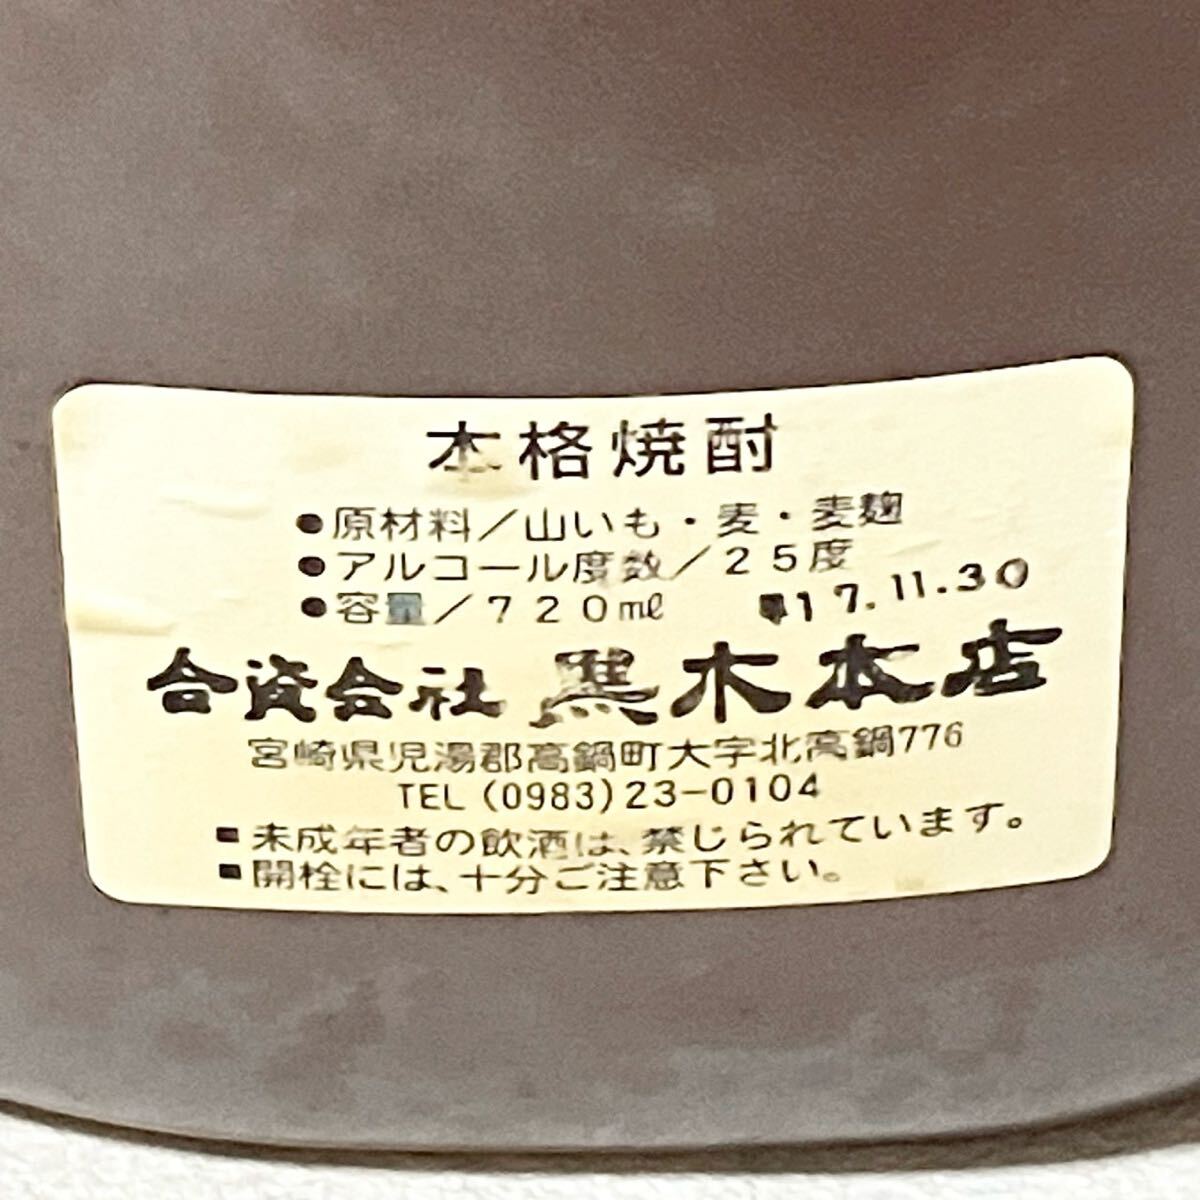 本格焼酎
●原材料／山いも・麦・麦麹
●アルコール度数／25度
●容量／720㎖ 17.11.30
合資会社 黒木本店
宮崎県児湯郡高鍋町大字北高鍋776
TEL(0983)23-0104
■未成年者の飲酒は、禁じられています。
■開栓には、十分ご注意下さい。